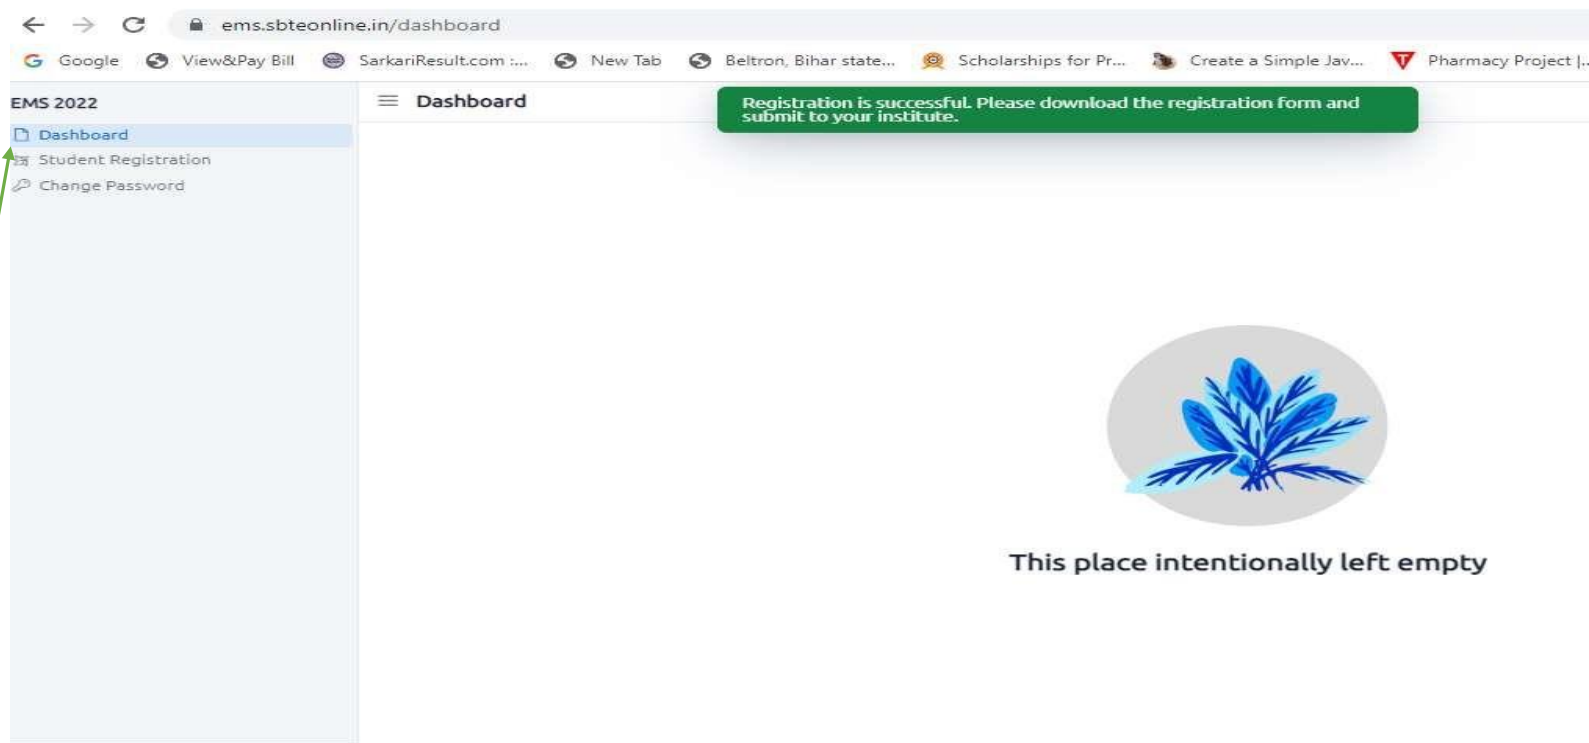 ems.sbteonline.in/dashboard
Google View&Pay Bill SarkariResult.com :... New Tab Beltron, Bihar state... Scholarships for Pr... Create a Simple Jav... Pharmacy Project |...
EMS 2022
Dashboard
Student Registration
Change Password
Dashboard
Registration is successful. Please download the registration form and
submit to your institute.
This place intentionally left empty